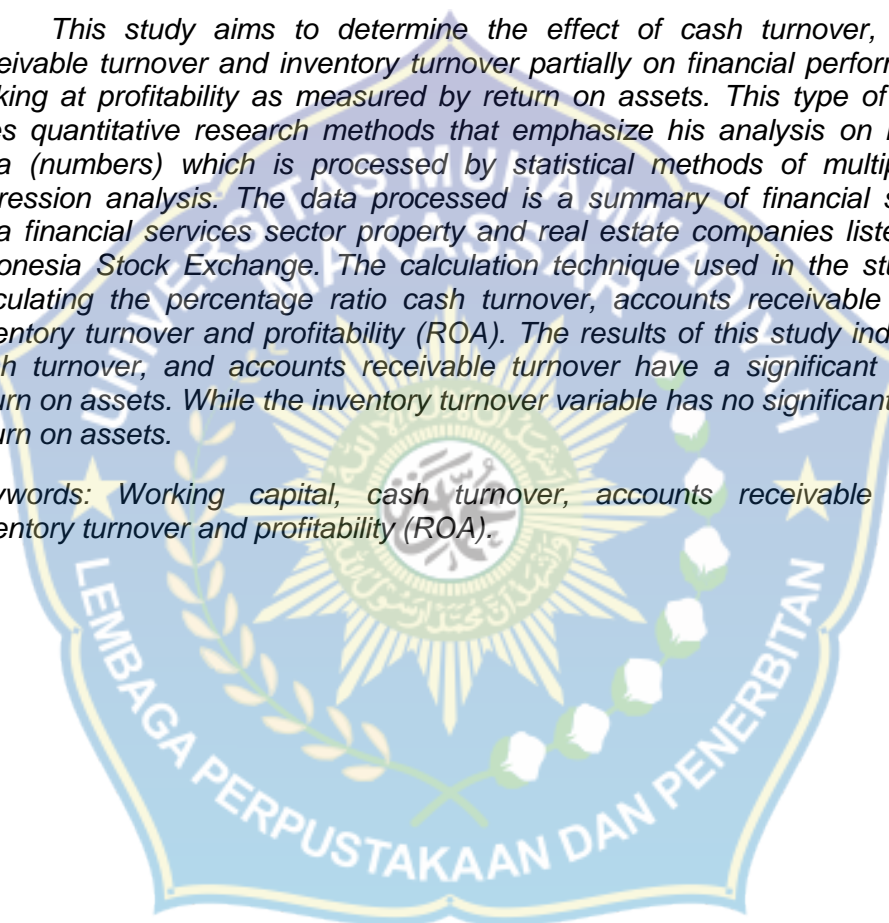 This study aims to determine the effect of cash turnover,
eivable turnover and inventory turnover partially on financial perform
king at profitability as measured by return on assets. This type of
es quantitative research methods that emphasize his analysis on
a (numbers) which is processed by statistical methods of multip
ression analysis. The data processed is a summary of financial s
a financial services sector property and real estate companies liste
onesia Stock Exchange. The calculation technique used in the stu
culating the percentage ratio cash turnover, accounts receivable
entory turnover and profitability (ROA). The results of this study ind
h turnover, and accounts receivable turnover have a significant
urn on assets. While the inventory turnover variable has no significant
urn on assets.
ywords: Working capital, cash turnover, accounts receivable
entory turnover and profitability (ROA).
UNIVERSITAS MUHAMMADIYAH
MAKASSAR
LEMBAGA PERPUSTAKAAN DAN PENERBITAN